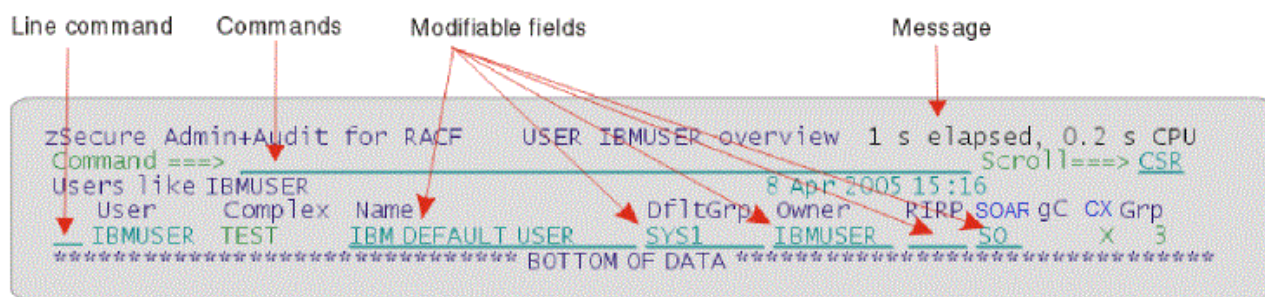 Line command Commands Modifiable fields Message
zSecure Admin+Audit for RACF USER IBMUSER overview 1 s elapsed, 0.2 s CPU
Command ===> Scroll===> CSR
Users like IBMUSER 8 Apr 2005 15:16
User Complex Name DfltGrp Owner RIRP SOAR gC CX Grp
IBMUSER TEST IBM DEFAULT USER SYS1 IBMUSER SO X 3
******************************* BOTTOM OF DATA ********************************